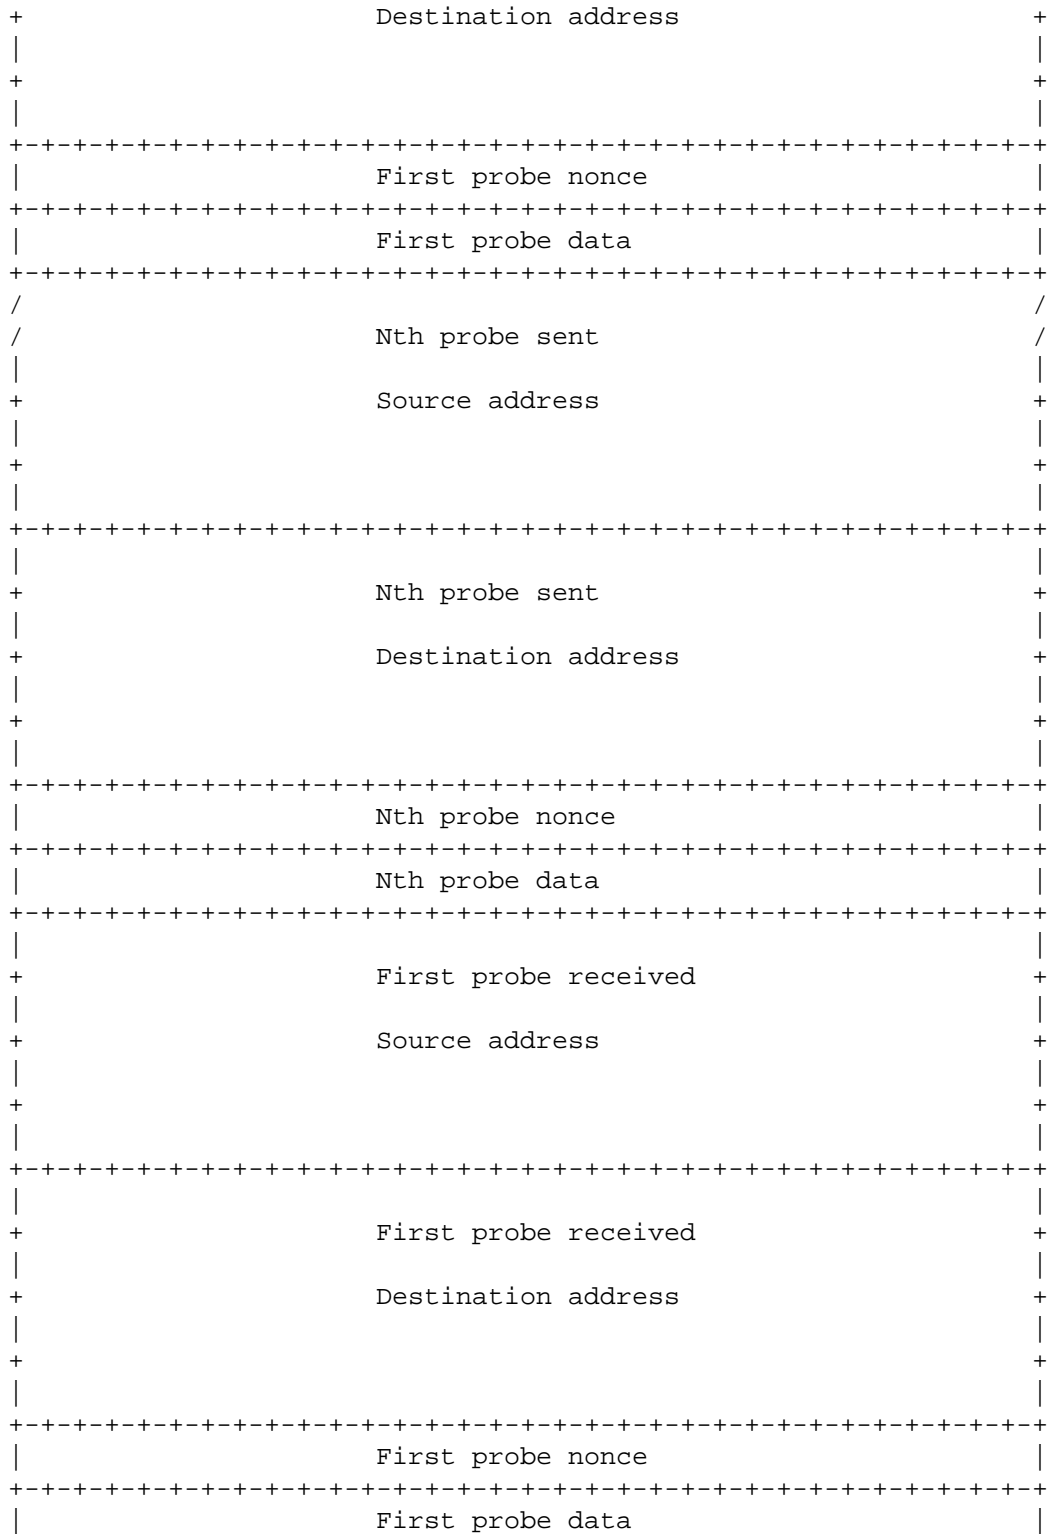 + Destination address +
| |
+ +
| |
+-+-+-+-+-+-+-+-+-+-+-+-+-+-+-+-+-+-+-+-+-+-+-+-+-+-+-+-+-+-+-+-+
| First probe nonce |
+-+-+-+-+-+-+-+-+-+-+-+-+-+-+-+-+-+-+-+-+-+-+-+-+-+-+-+-+-+-+-+-+
| First probe data |
+-+-+-+-+-+-+-+-+-+-+-+-+-+-+-+-+-+-+-+-+-+-+-+-+-+-+-+-+-+-+-+-+
/ /
/ Nth probe sent /
| |
+ Source address +
| |
+ +
| |
+-+-+-+-+-+-+-+-+-+-+-+-+-+-+-+-+-+-+-+-+-+-+-+-+-+-+-+-+-+-+-+-+
| |
+ Nth probe sent +
| |
+ Destination address +
| |
+ +
| |
+-+-+-+-+-+-+-+-+-+-+-+-+-+-+-+-+-+-+-+-+-+-+-+-+-+-+-+-+-+-+-+-+
| Nth probe nonce |
+-+-+-+-+-+-+-+-+-+-+-+-+-+-+-+-+-+-+-+-+-+-+-+-+-+-+-+-+-+-+-+-+
| Nth probe data |
+-+-+-+-+-+-+-+-+-+-+-+-+-+-+-+-+-+-+-+-+-+-+-+-+-+-+-+-+-+-+-+-+
| |
+ First probe received +
| |
+ Source address +
| |
+ +
| |
+-+-+-+-+-+-+-+-+-+-+-+-+-+-+-+-+-+-+-+-+-+-+-+-+-+-+-+-+-+-+-+-+
| |
+ First probe received +
| |
+ Destination address +
| |
+ +
| |
+-+-+-+-+-+-+-+-+-+-+-+-+-+-+-+-+-+-+-+-+-+-+-+-+-+-+-+-+-+-+-+-+
| First probe nonce |
+-+-+-+-+-+-+-+-+-+-+-+-+-+-+-+-+-+-+-+-+-+-+-+-+-+-+-+-+-+-+-+-+
| First probe data |